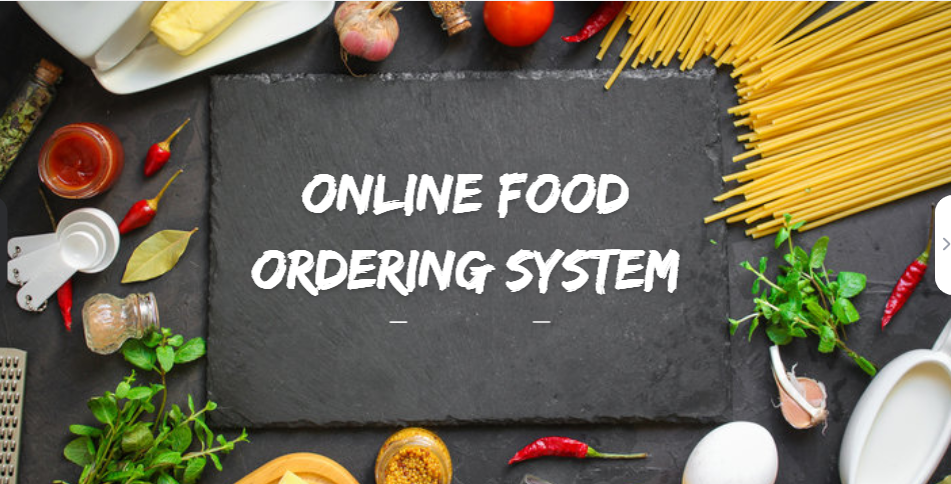 ONLINE FOOD
ORDERING SYSTEM